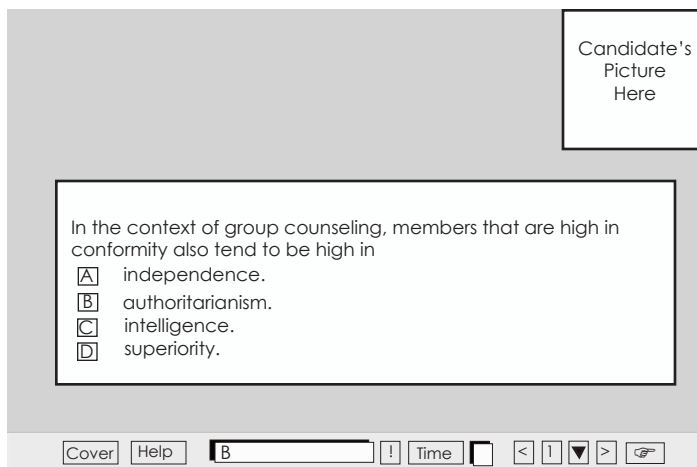 Candidate's
Picture
Here
In the context of group counseling, members that are high in
conformity also tend to be high in
A independence.
B authoritarianism.
C intelligence.
D superiority.
Cover Help B ! Time < 1 ▼ > ☞